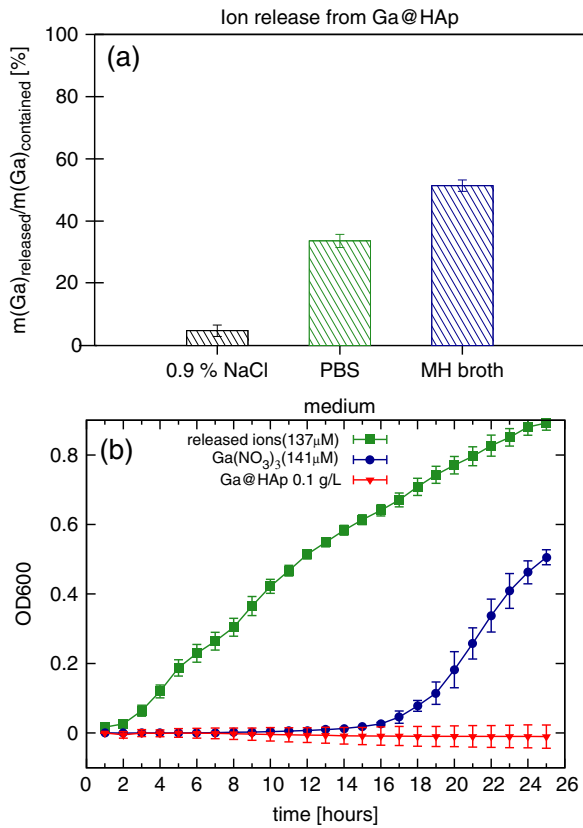 Ion release from Ga@HAp
(a)
m(Ga)released/m(Ga)contained [%]
100
80
60
40
20
0
0.9 % NaCl PBS MH broth
medium
(b)
released ions(137μM)
Ga(NO3)3(141μM)
Ga@HAp 0.1 g/L
OD600
0.8
0.6
0.4
0.2
0
0 2 4 6 8 10 12 14 16 18 20 22 24 26
time [hours]